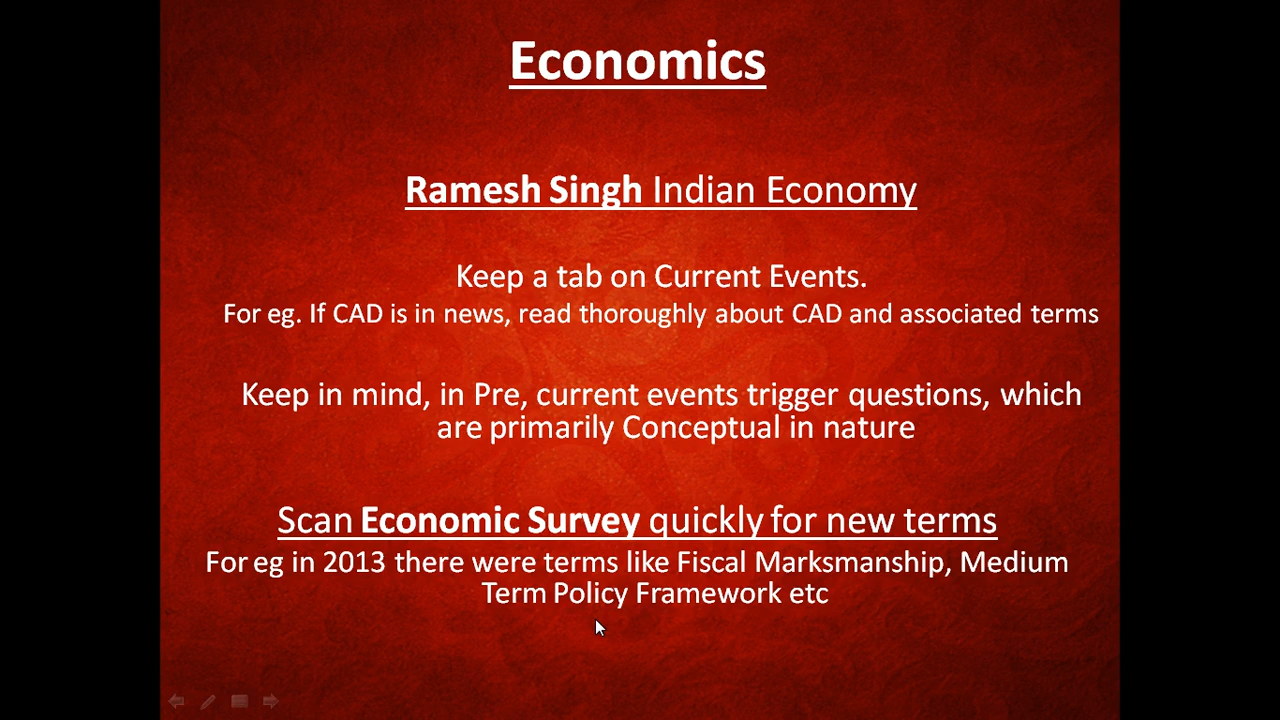 Economics
Ramesh Singh Indian Economy
Keep a tab on Current Events.
For eg. If CAD is in news, read thoroughly about CAD and associated terms
Keep in mind, in Pre, current events trigger questions, which
are primarily Conceptual in nature
Scan Economic Survey quickly for new terms
For eg in 2013 there were terms like Fiscal Marksmanship, Medium
Term Policy Framework etc